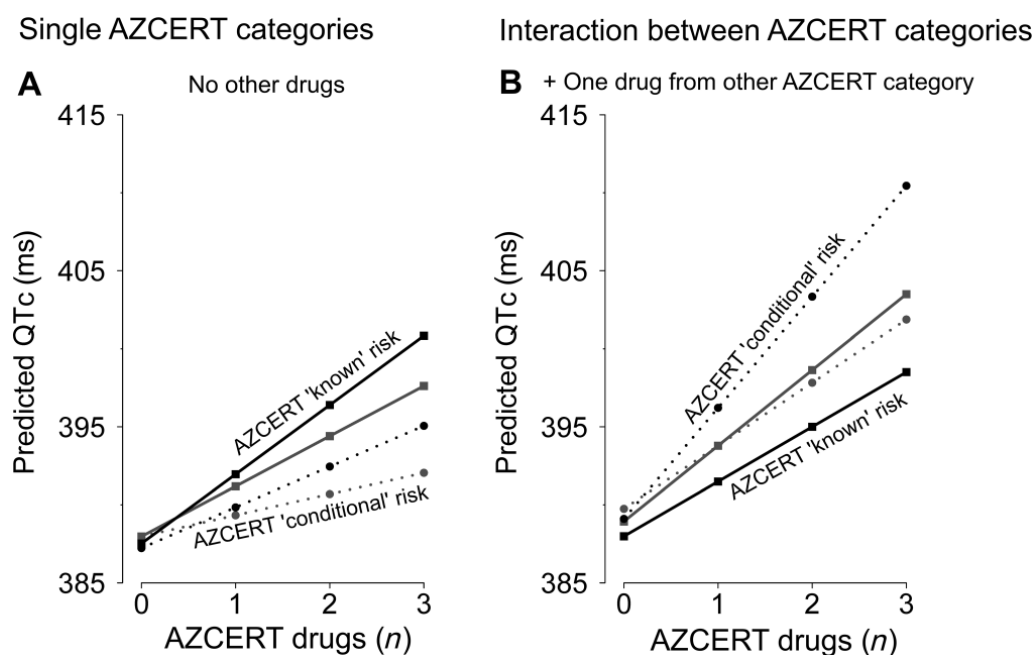 Single AZCERT categories
Interaction between AZCERT categories
A
No other drugs
B
+ One drug from other AZCERT category
415
405
395
385
Predicted QTc (ms)
AZCERT 'known' risk
AZCERT 'conditional' risk
0 1 2 3
AZCERT drugs (n)
415
405
395
385
Predicted QTc (ms)
AZCERT 'conditional' risk
AZCERT 'known' risk
0 1 2 3
AZCERT drugs (n)